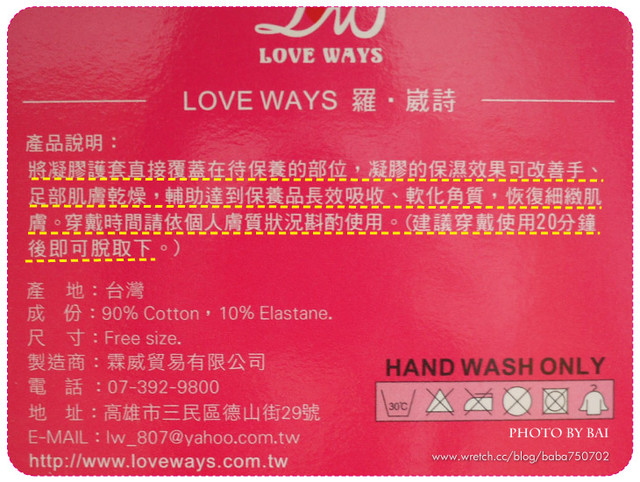 LW
LOVE WAYS
LOVE WAYS 羅·崴詩
產品說明：
將凝膠護套直接覆蓋在待保養的部位，凝膠的保濕效果可改善手、
足部肌膚乾燥，輔助達到保養品長效吸收、軟化角質，恢復細緻肌
膚。穿戴時間請依個人膚質狀況斟酌使用。(建議穿戴使用20分鐘
後即可脫取下。)
產　地：台灣
成　份：90% Cotton，10% Elastane.
尺　寸：Free size.
製造商：霖威貿易有限公司
電　話：07-392-9800
地　址：高雄市三民區德山街29號
E-MAIL：lw_807@yahoo.com.tw
http://www.loveways.com.tw
HAND WASH ONLY
30℃
2
PHOTO BY BAI
www.wretch.cc/blog/baba750702